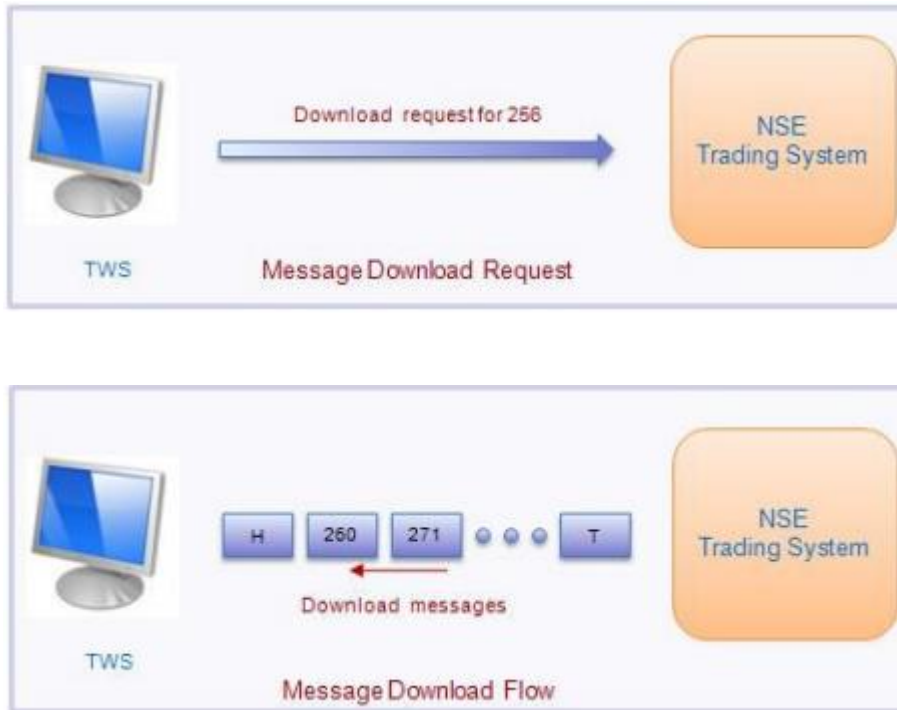 Download request for 256
NSE
Trading System
TWS
Message Download Request
H
260
271
T
NSE
Trading System
Download messages
TWS
Message Download Flow